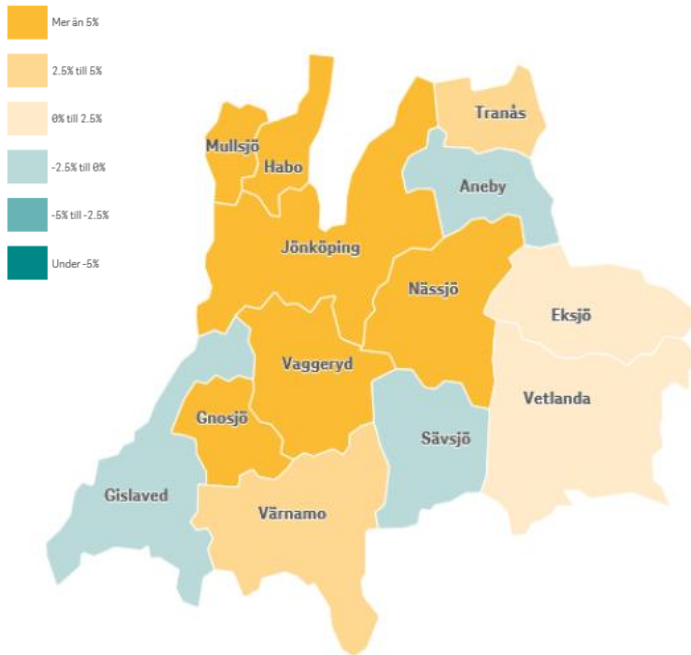 Mer än 5%
2.5% till 5%
0% till 2.5%
-2.5% till 0%
-5% till -2.5%
Under -5%
Tranås
Mullsjö
Habo
Aneby
Jönköping
Nässjö
Eksjö
Vaggeryd
Vetlanda
Gnosjö
Sävsjö
Gislaved
Värnamo